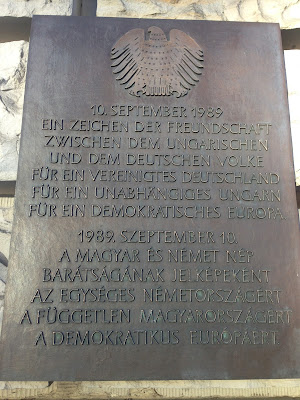 10. SEPTEMBER 1989
EIN ZEICHEN DER FREUNDSCHAFT
ZWISCHEN DEM UNGARISCHEN
UND DEM DEUTSCHEN VOLKE
FÜR EIN VEREINIGTES DEUTSCHLAND
FÜR EIN UNABHÄNGIGES UNGARN
FÜR EIN DEMOKRATISCHES EUROPA
1989. SZEPTEMBER 10.
A MAGYAR ÉS NÉMET NÉP
BARÁTSÁGÁNAK JELKÉPEKÉNT
AZ EGYSÉGES NÉMETORSZÁGÉRT
A FÜGGETLEN MAGYARORSZÁGÉRT
A DEMOKRATIKUS EURÓPÁÉRT